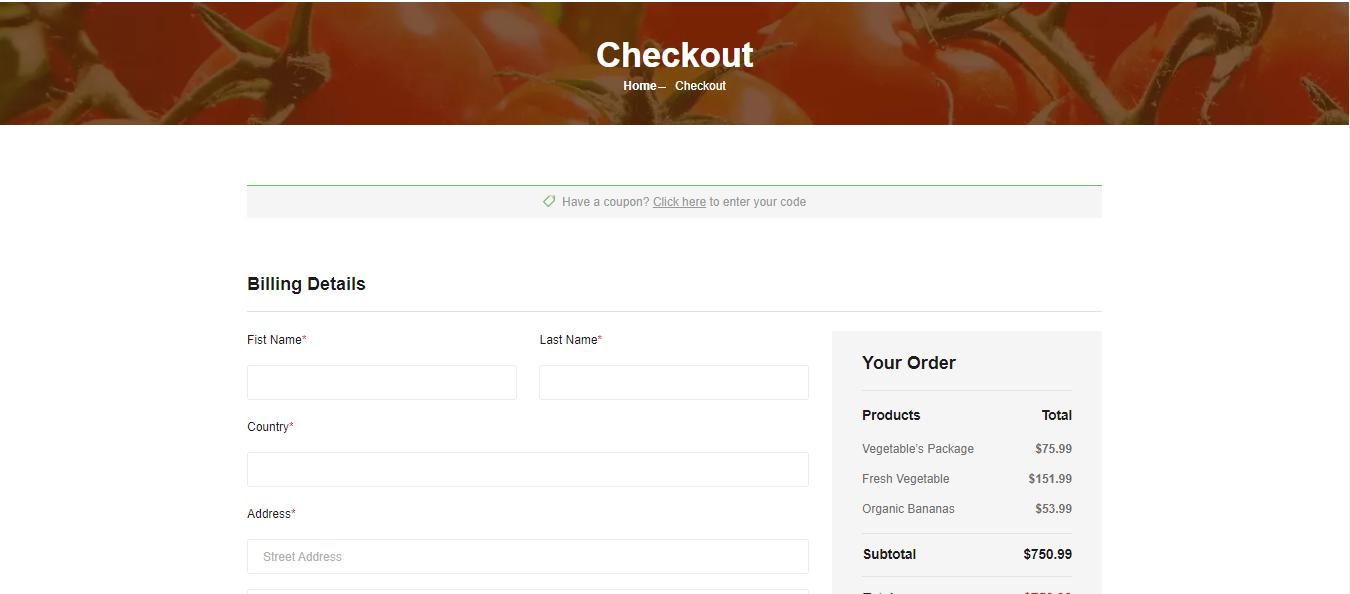 Checkout
Home– Checkout
Have a coupon? Click here to enter your code
Billing Details
Fist Name*
Last Name*
Country*
Address*
Street Address
Your Order
Products Total
Vegetable's Package $75.99
Fresh Vegetable $151.99
Organic Bananas $53.99
Subtotal $750.99